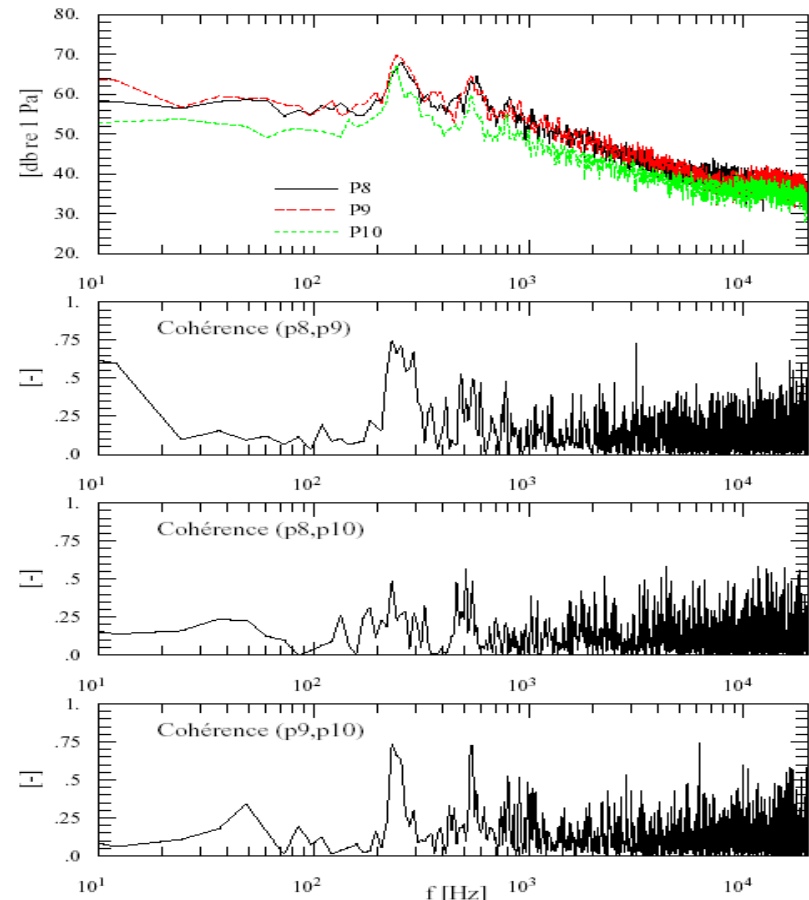 80.
70.
60.
50.
40.
30.
20.
[db re 1 Pa]
P8
P9
P10
10¹ 10² 10³ 10⁴
f [Hz]
1.
.75
.5
.25
.0
[-]
Cohérence (p8,p9)
10¹ 10² 10³ 10⁴
1.
.75
.5
.25
.0
[-]
Cohérence (p8,p10)
10¹ 10² 10³ 10⁴
1.
.75
.5
.25
.0
[-]
Cohérence (p9,p10)
10¹ 10² 10³ 10⁴
f [Hz]